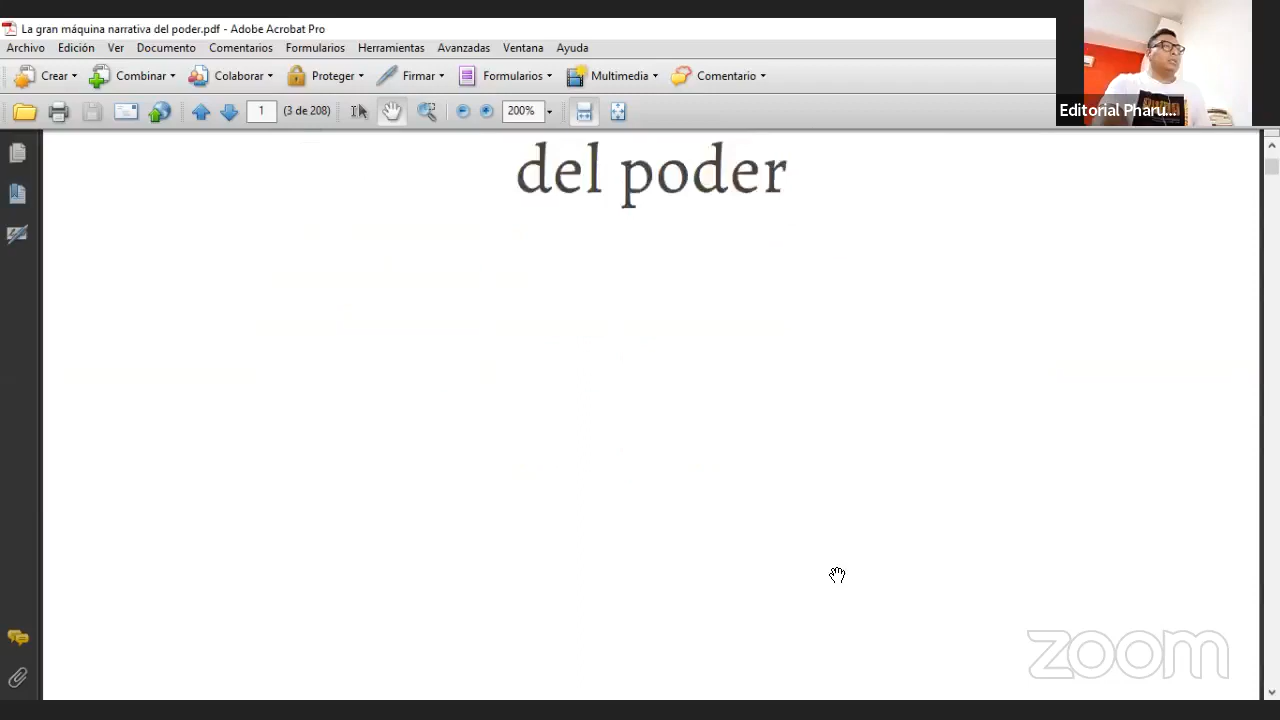 La gran máquina narrativa del poder.pdf - Adobe Acrobat Pro
Archivo Edición Ver Documento Comentarios Formularios Herramientas Avanzadas Ventana Ayuda
Crear Combinar Colaborar Proteger Firmar Formularios Multimedia Comentario
1 (3 de 208) 200%
Editorial Pharu...
del poder
zoom